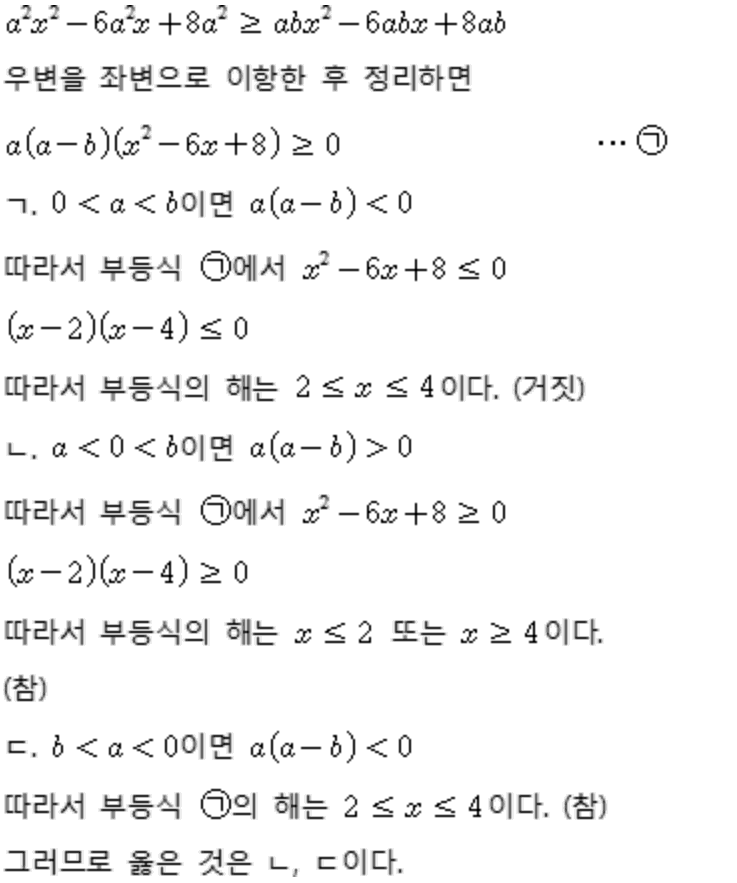 a²x²-6a²x+8a² ≥ abx²-6abx+8ab
우변을 좌변으로 이항한 후 정리하면
a(a-b)(x²-6x+8) ≥ 0 … ㉠
ㄱ. 0 < a < b이면 a(a-b) < 0
따라서 부등식 ㉠에서 x²-6x+8 ≤ 0
(x-2)(x-4) ≤ 0
따라서 부등식의 해는 2 ≤ x ≤ 4이다. (거짓)
ㄴ. a < 0 < b이면 a(a-b) > 0
따라서 부등식 ㉠에서 x²-6x+8 ≥ 0
(x-2)(x-4) ≥ 0
따라서 부등식의 해는 x ≤ 2 또는 x ≥ 4이다.
(참)
ㄷ. b < a < 0이면 a(a-b) < 0
따라서 부등식 ㉠의 해는 2 ≤ x ≤ 4이다. (참)
그러므로 옳은 것은 ㄴ, ㄷ이다.